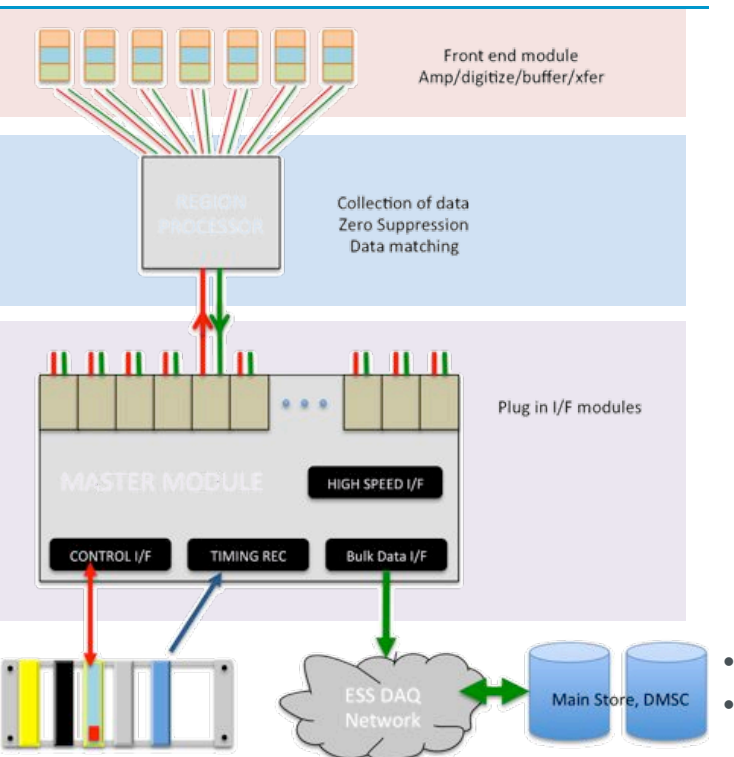 Front end module
Amp/digitize/buffer/xfer
REGION
PROCESSOR
Collection of data
Zero Suppression
Data matching
Plug in I/F modules
MASTER MODULE
HIGH SPEED I/F
CONTROL I/F
TIMING REC
Bulk Data I/F
ESS DAQ
Network
Main Store, DMSC